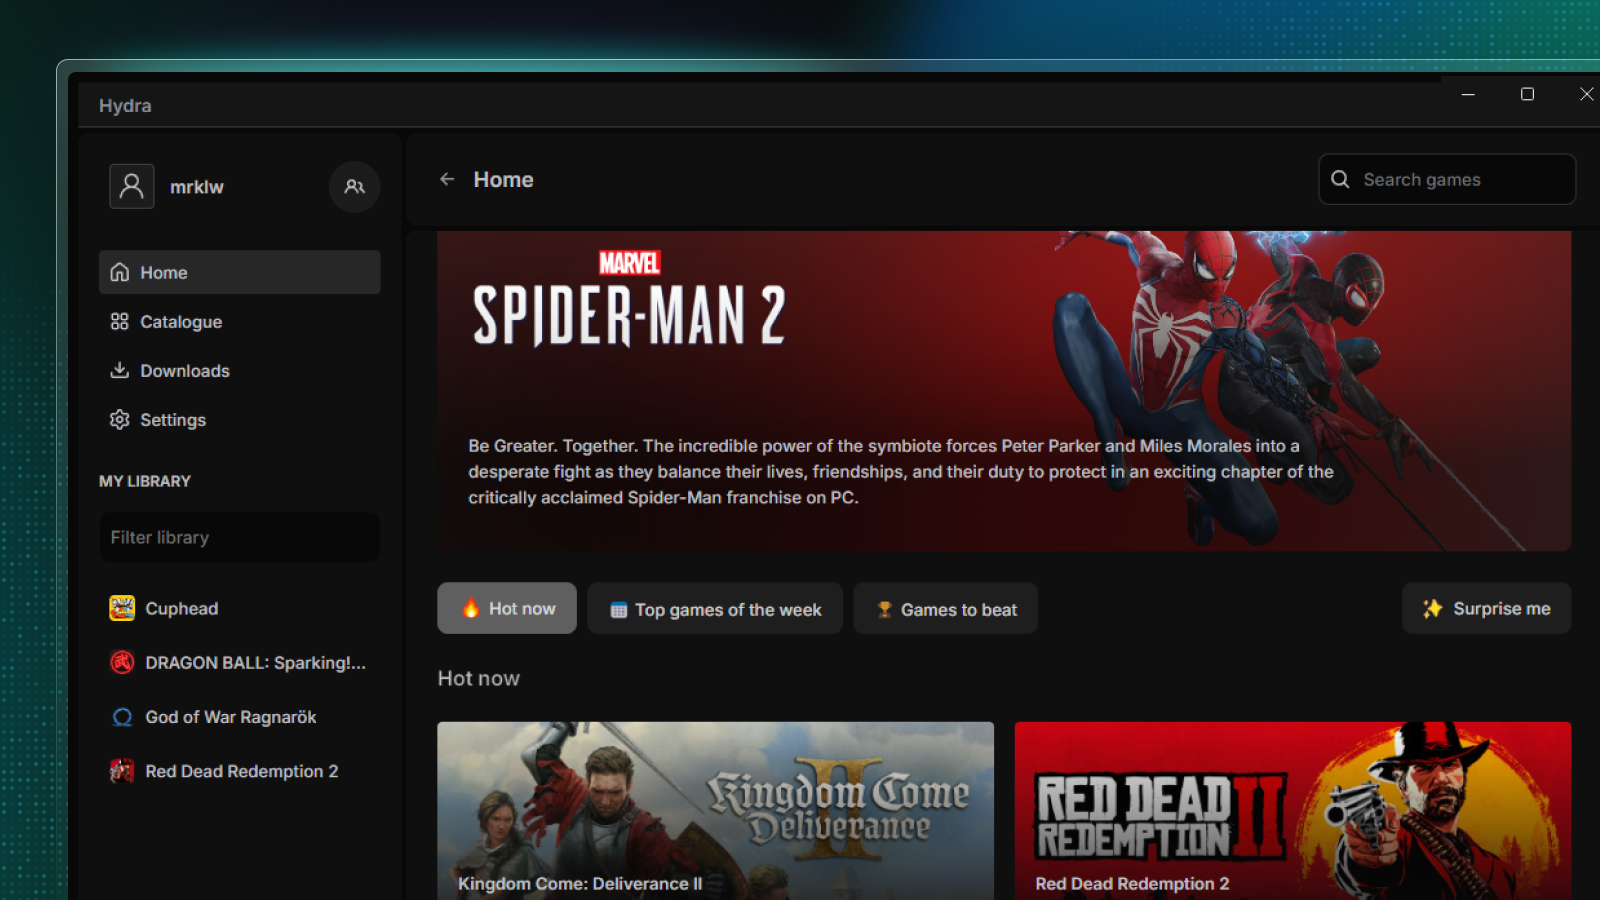 Hydra
mrklw
Home
Catalogue
Downloads
Settings
MY LIBRARY
Filter library
Cuphead
DRAGON BALL: Sparking!...
God of War Ragnarök
Red Dead Redemption 2
Home
Search games
MARVEL
SPIDER-MAN 2
Be Greater. Together. The incredible power of the symbiote forces Peter Parker and Miles Morales into a
desperate fight as they balance their lives, friendships, and their duty to protect in an exciting chapter of the
critically acclaimed Spider-Man franchise on PC.
Hot now
Top games of the week
Games to beat
Surprise me
Hot now
Kingdom Come
Deliverance
II
Kingdom Come: Deliverance II
RED DEAD
REDEMPTION II
Red Dead Redemption 2